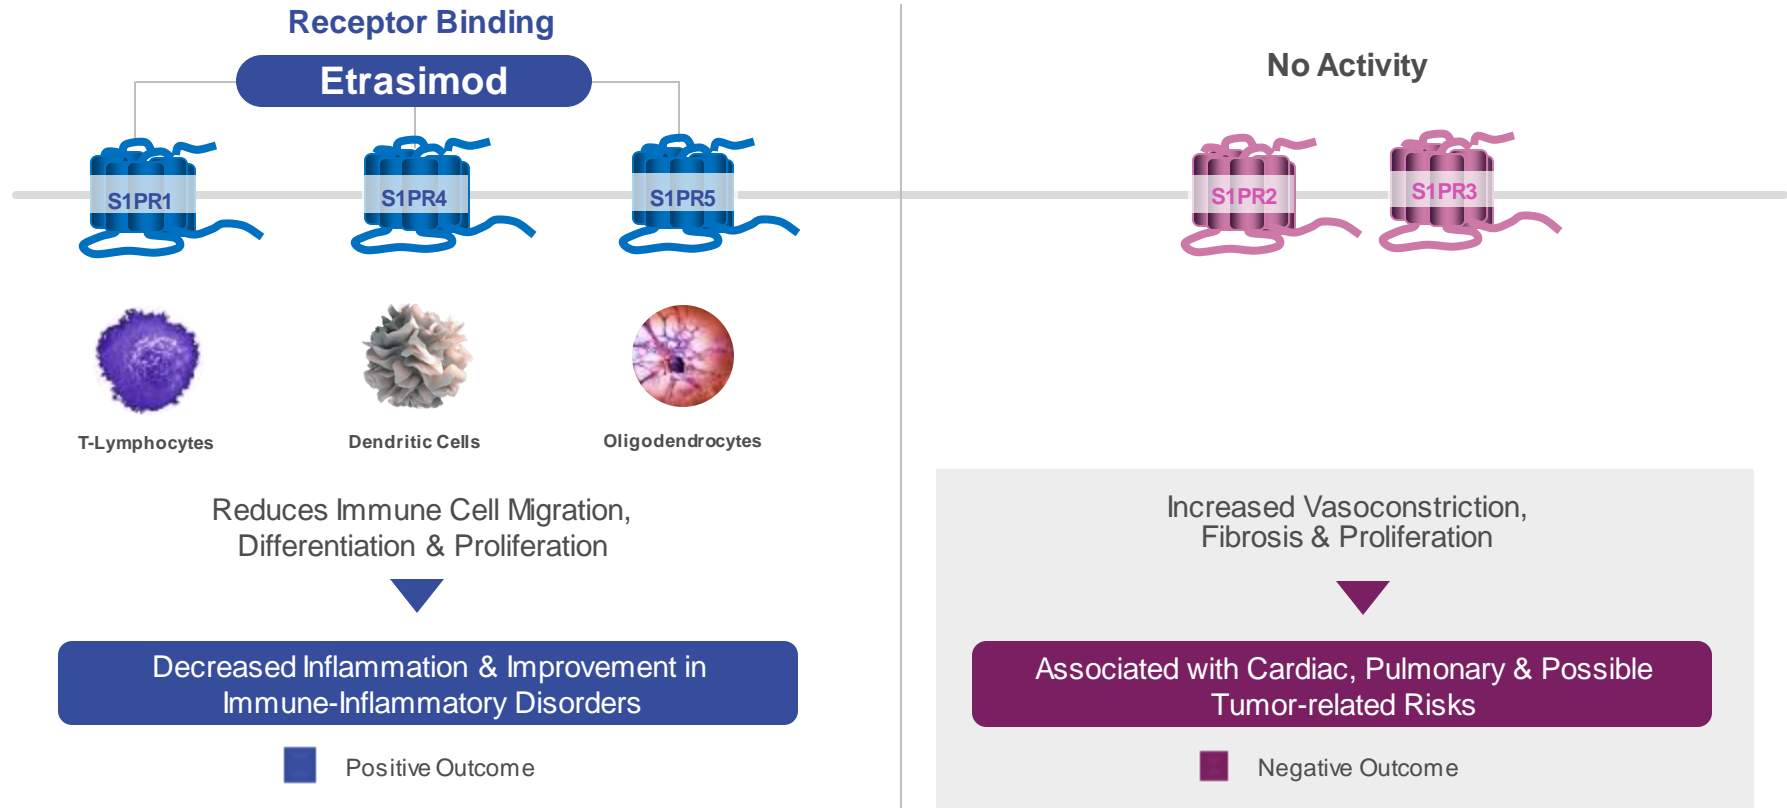 Receptor Binding
Etrasimod
S1PR1
S1PR4
S1PR5
T-Lymphocytes
Dendritic Cells
Oligodendrocytes
Reduces Immune Cell Migration,
Differentiation & Proliferation
Decreased Inflammation & Improvement in
Immune-Inflammatory Disorders
Positive Outcome
No Activity
S1PR2
S1PR3
Increased Vasoconstriction,
Fibrosis & Proliferation
Associated with Cardiac, Pulmonary & Possible
Tumor-related Risks
Negative Outcome